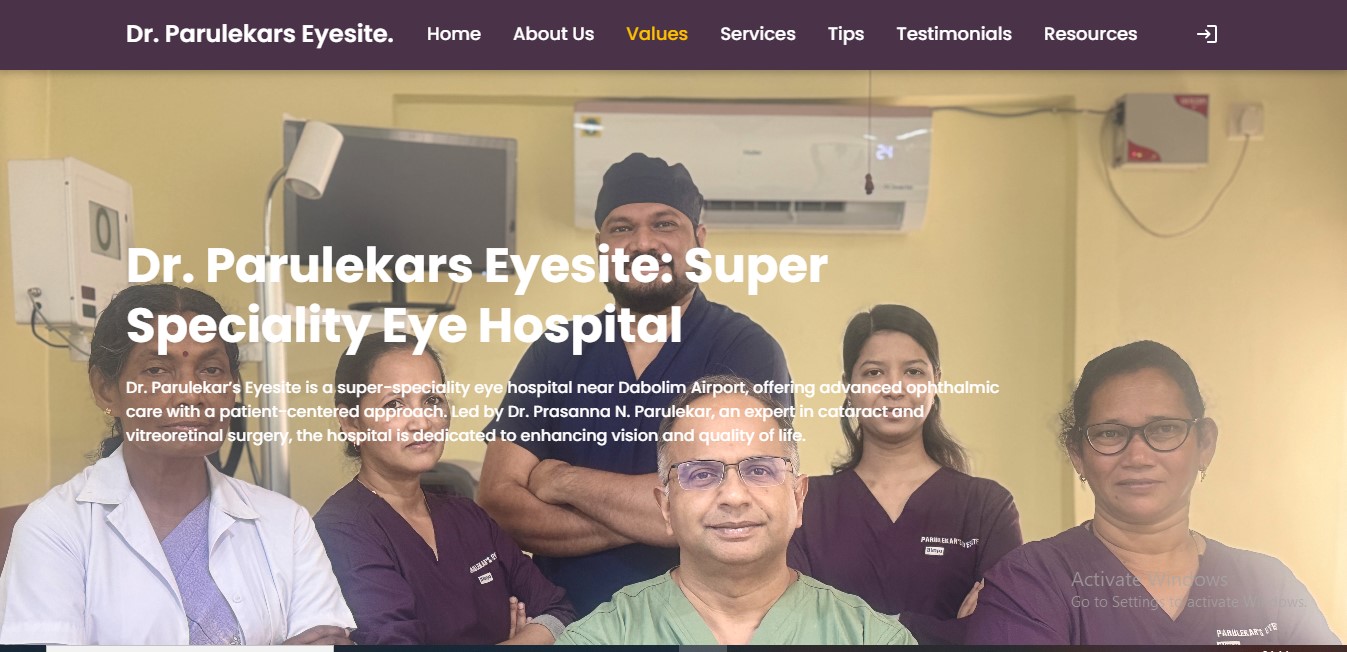 Dr. Parulekars Eyesite.
Home
About Us
Values
Services
Tips
Testimonials
Resources
24
Dr. Parulekars Eyesite: Super
Speciality Eye Hospital
Dr. Parulekar's Eyesite is a super-speciality eye hospital near Dabolim Airport, offering advanced ophthalmic
care with a patient-centered approach. Led by Dr. Prasanna N. Parulekar, an expert in cataract and
vitreoretinal surgery, the hospital is dedicated to enhancing vision and quality of life.
PARULEKAR'S EYESITE
Activate Windows
Go to Settings to activate Windows.
PARULEKAR'S EYE